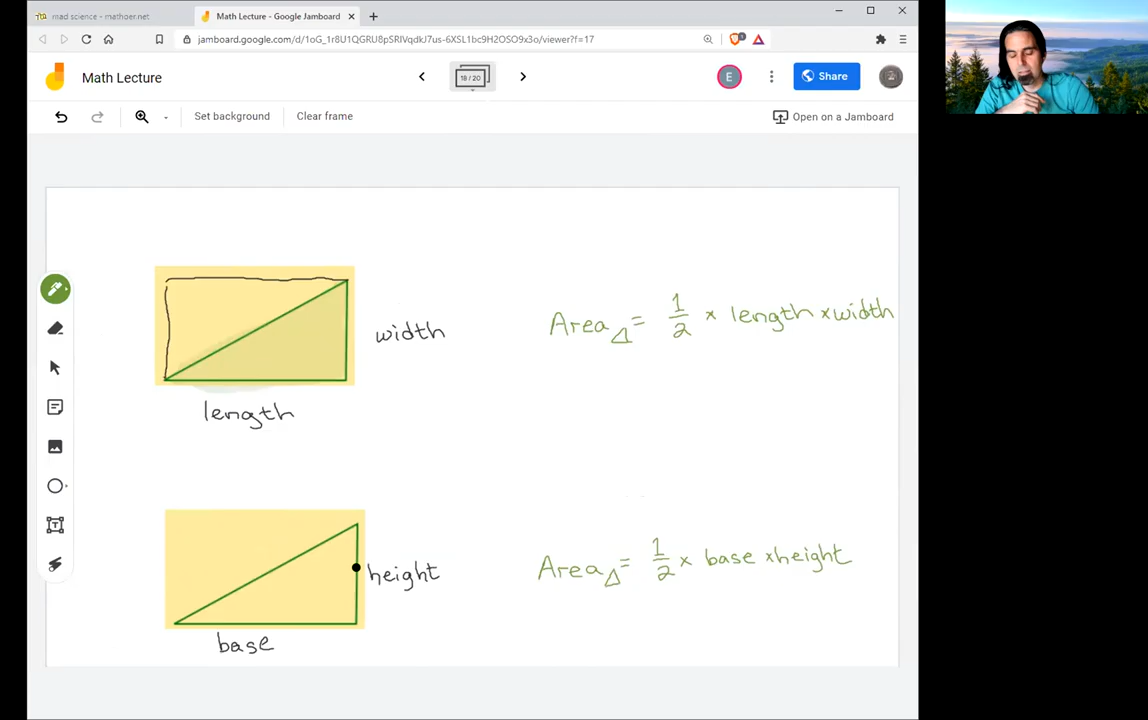 mad science - mathoer.net
Math Lecture - Google Jamboard
jamboard.google.com/d/1oG_1r8U1QGRU8pSRIVqdkJ7us-6XSL1bc9H2OSO9x3o/viewer?f=17
Math Lecture
18 / 20
E
Share
Set background
Clear frame
Open on a Jamboard
width
Area△ = 1/2 × length × width
length
height
Area△ = 1/2 × base × height
base